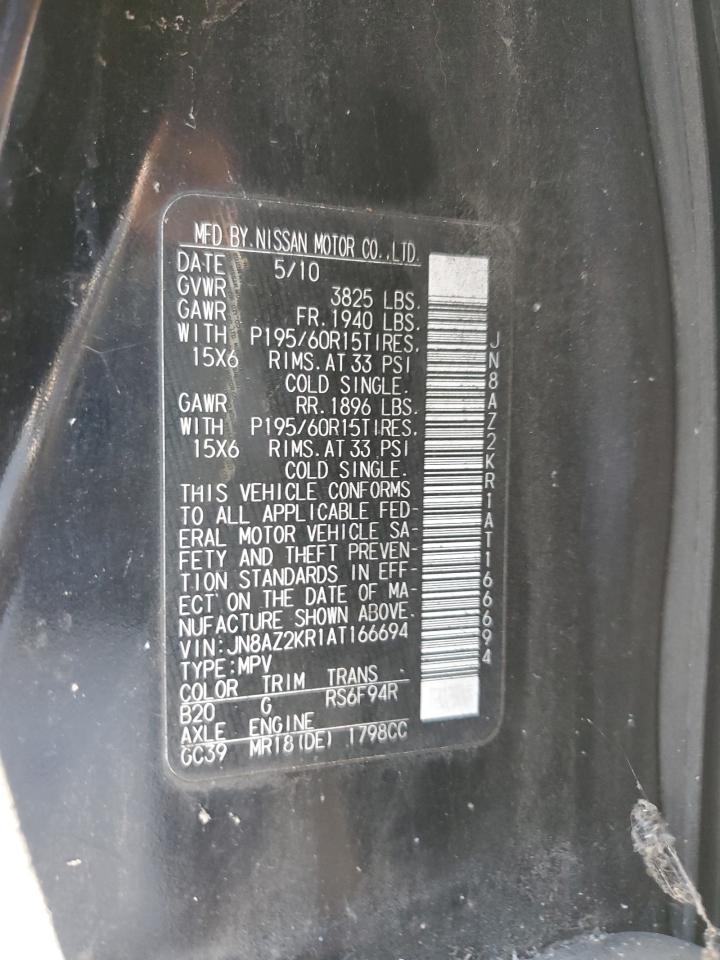 MFD BY.NISSAN MOTOR CO.,LTD.
DATE 5/10
GVWR 3825 LBS.
GAWR FR.1940 LBS.
WITH P195/60R15TIRES,
15X6 RIMS.AT 33 PSI
COLD SINGLE.
GAWR RR.1896 LBS.
WITH P195/60R15TIRES,
15X6 RIMS.AT 33 PSI
COLD SINGLE.
THIS VEHICLE CONFORMS
TO ALL APPLICABLE FED-
ERAL MOTOR VEHICLE SA-
FETY AND THEFT PREVEN-
TION STANDARDS IN EFF-
ECT ON THE DATE OF MA-
NUFACTURE SHOWN ABOVE.
VIN:JN8AZ2KR1AT166694
TYPE:MPV
COLOR TRIM TRANS
B20 G RS6F94R
AXLE ENGINE
GC39 MR18(DE) 1798CC
JN8AZ2KR1AT166694